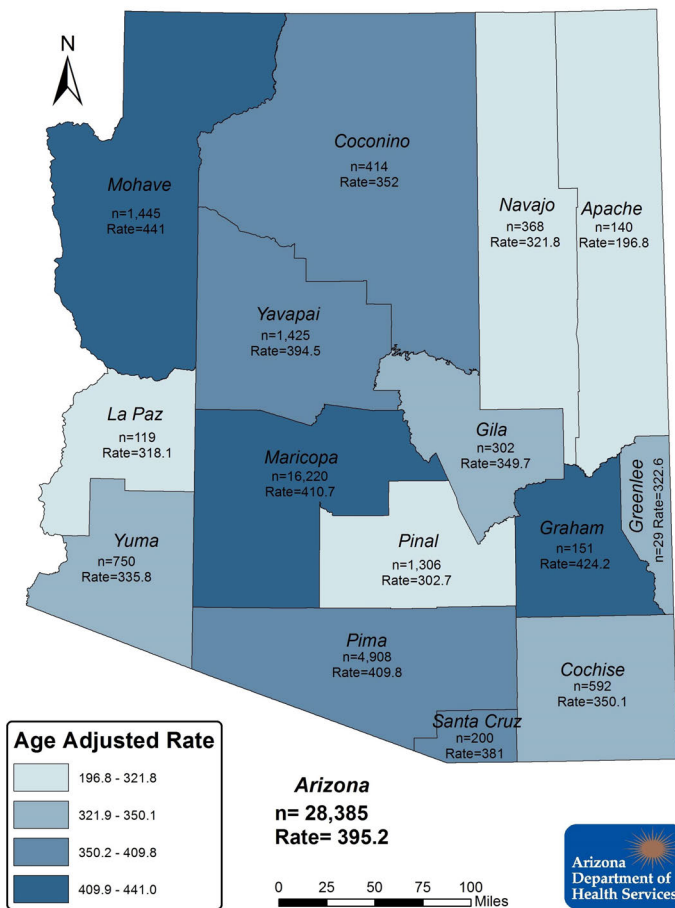 N
Coconino
n=414
Rate=352
Mohave
n=1,445
Rate=441
Navajo
n=368
Rate=321.8
Apache
n=140
Rate=196.8
Yavapai
n=1,425
Rate=394.5
La Paz
n=119
Rate=318.1
Gila
n=302
Rate=349.7
Maricopa
n=16,220
Rate=410.7
Greenlee
n=29 Rate=322.6
Graham
n=151
Rate=424.2
Yuma
n=750
Rate=335.8
Pinal
n=1,306
Rate=302.7
Pima
n=4,908
Rate=409.8
Cochise
n=592
Rate=350.1
Santa Cruz
n=200
Rate=381
Age Adjusted Rate
196.8 - 321.8
321.9 - 350.1
350.2 - 409.8
409.9 - 441.0
Arizona
n= 28,385
Rate= 395.2
0 25 50 75 100
Miles
Arizona
Department of
Health Services